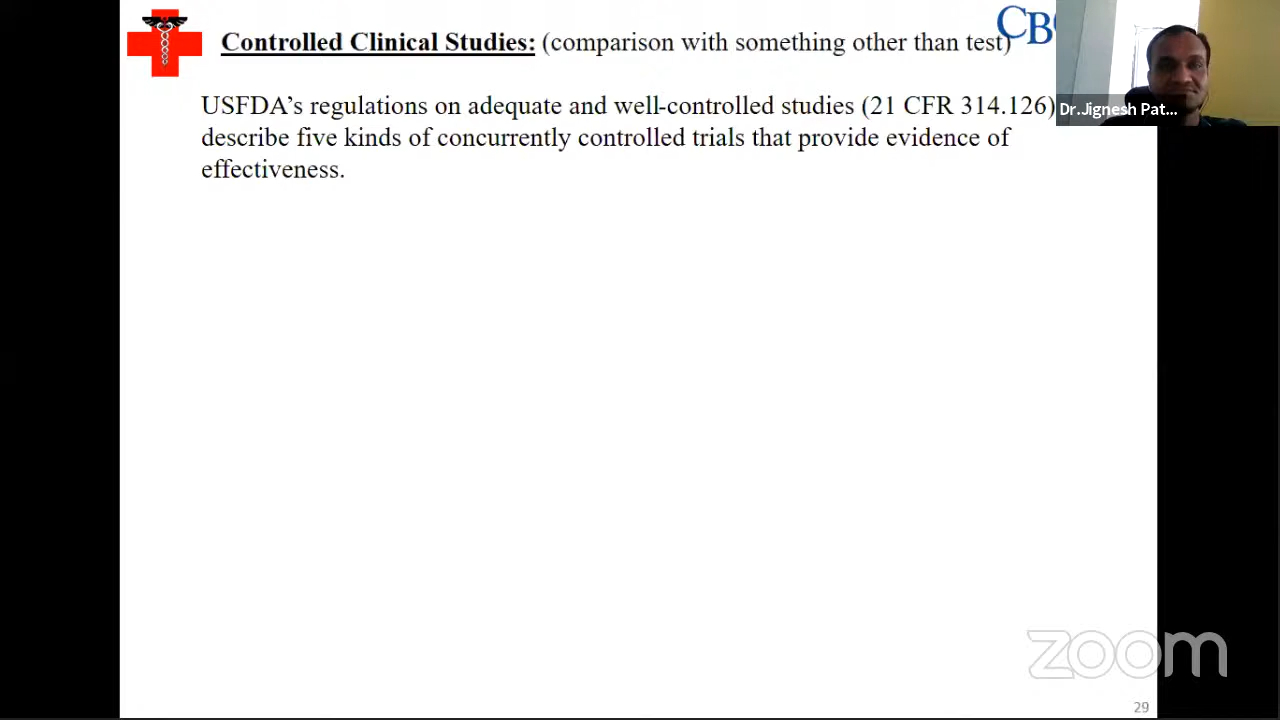 Controlled Clinical Studies: (comparison with something other than test)
Dr.Jignesh Pat...
USFDA's regulations on adequate and well-controlled studies (21 CFR 314.126)
describe five kinds of concurrently controlled trials that provide evidence of
effectiveness.
zoom
29